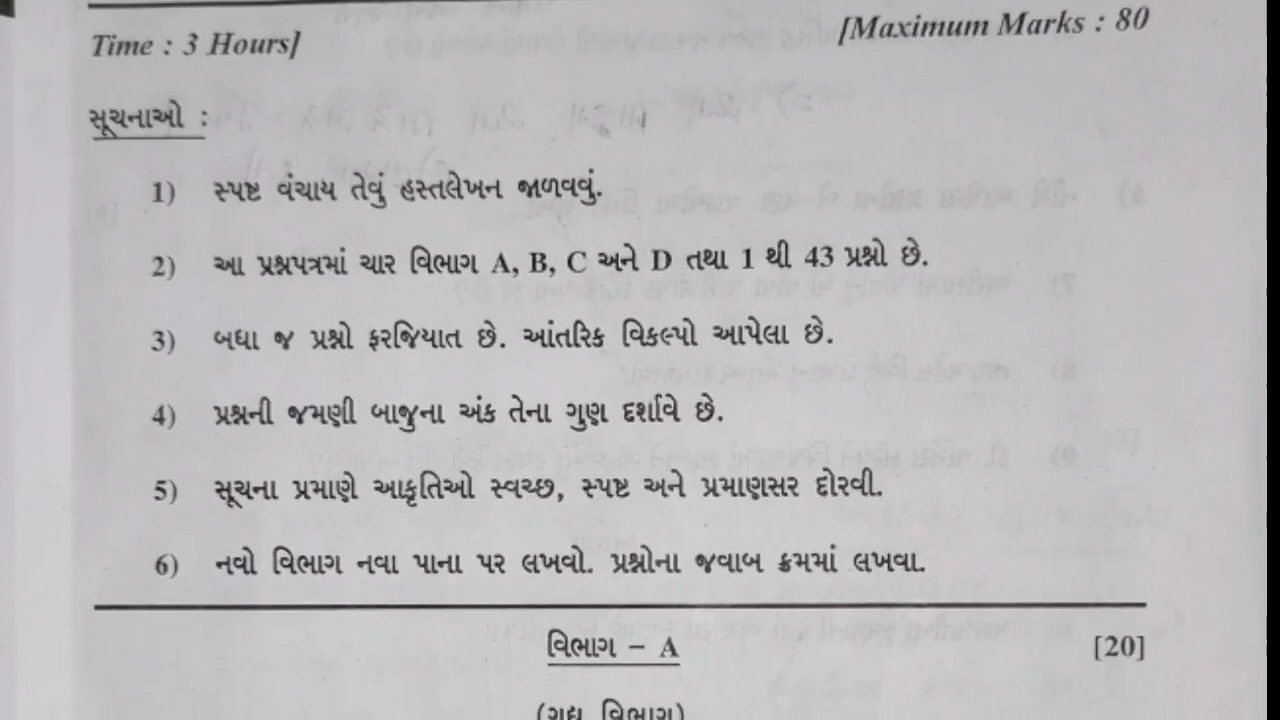 Time : 3 Hours]
[Maximum Marks : 80
સૂચનાઓ :
1) સ્પષ્ટ વંચાય તેવું હસ્તલેખન જાળવવું.
2) આ પ્રશ્નપત્રમાં ચાર વિભાગ A, B, C અને D તથા 1 થી 43 પ્રશ્નો છે.
3) બધા જ પ્રશ્નો ફરજિયાત છે. આંતરિક વિકલ્પો આપેલા છે.
4) પ્રશ્નની જમણી બાજુના અંક તેના ગુણ દર્શાવે છે.
5) સૂચના પ્રમાણે આકૃતિઓ સ્વચ્છ, સ્પષ્ટ અને પ્રમાણસર દોરવી.
6) નવો વિભાગ નવા પાના પર લખવો. પ્રશ્નોના જવાબ ક્રમમાં લખવા.
વિભાગ – A [20]
(ગદ્ય વિભાગ)